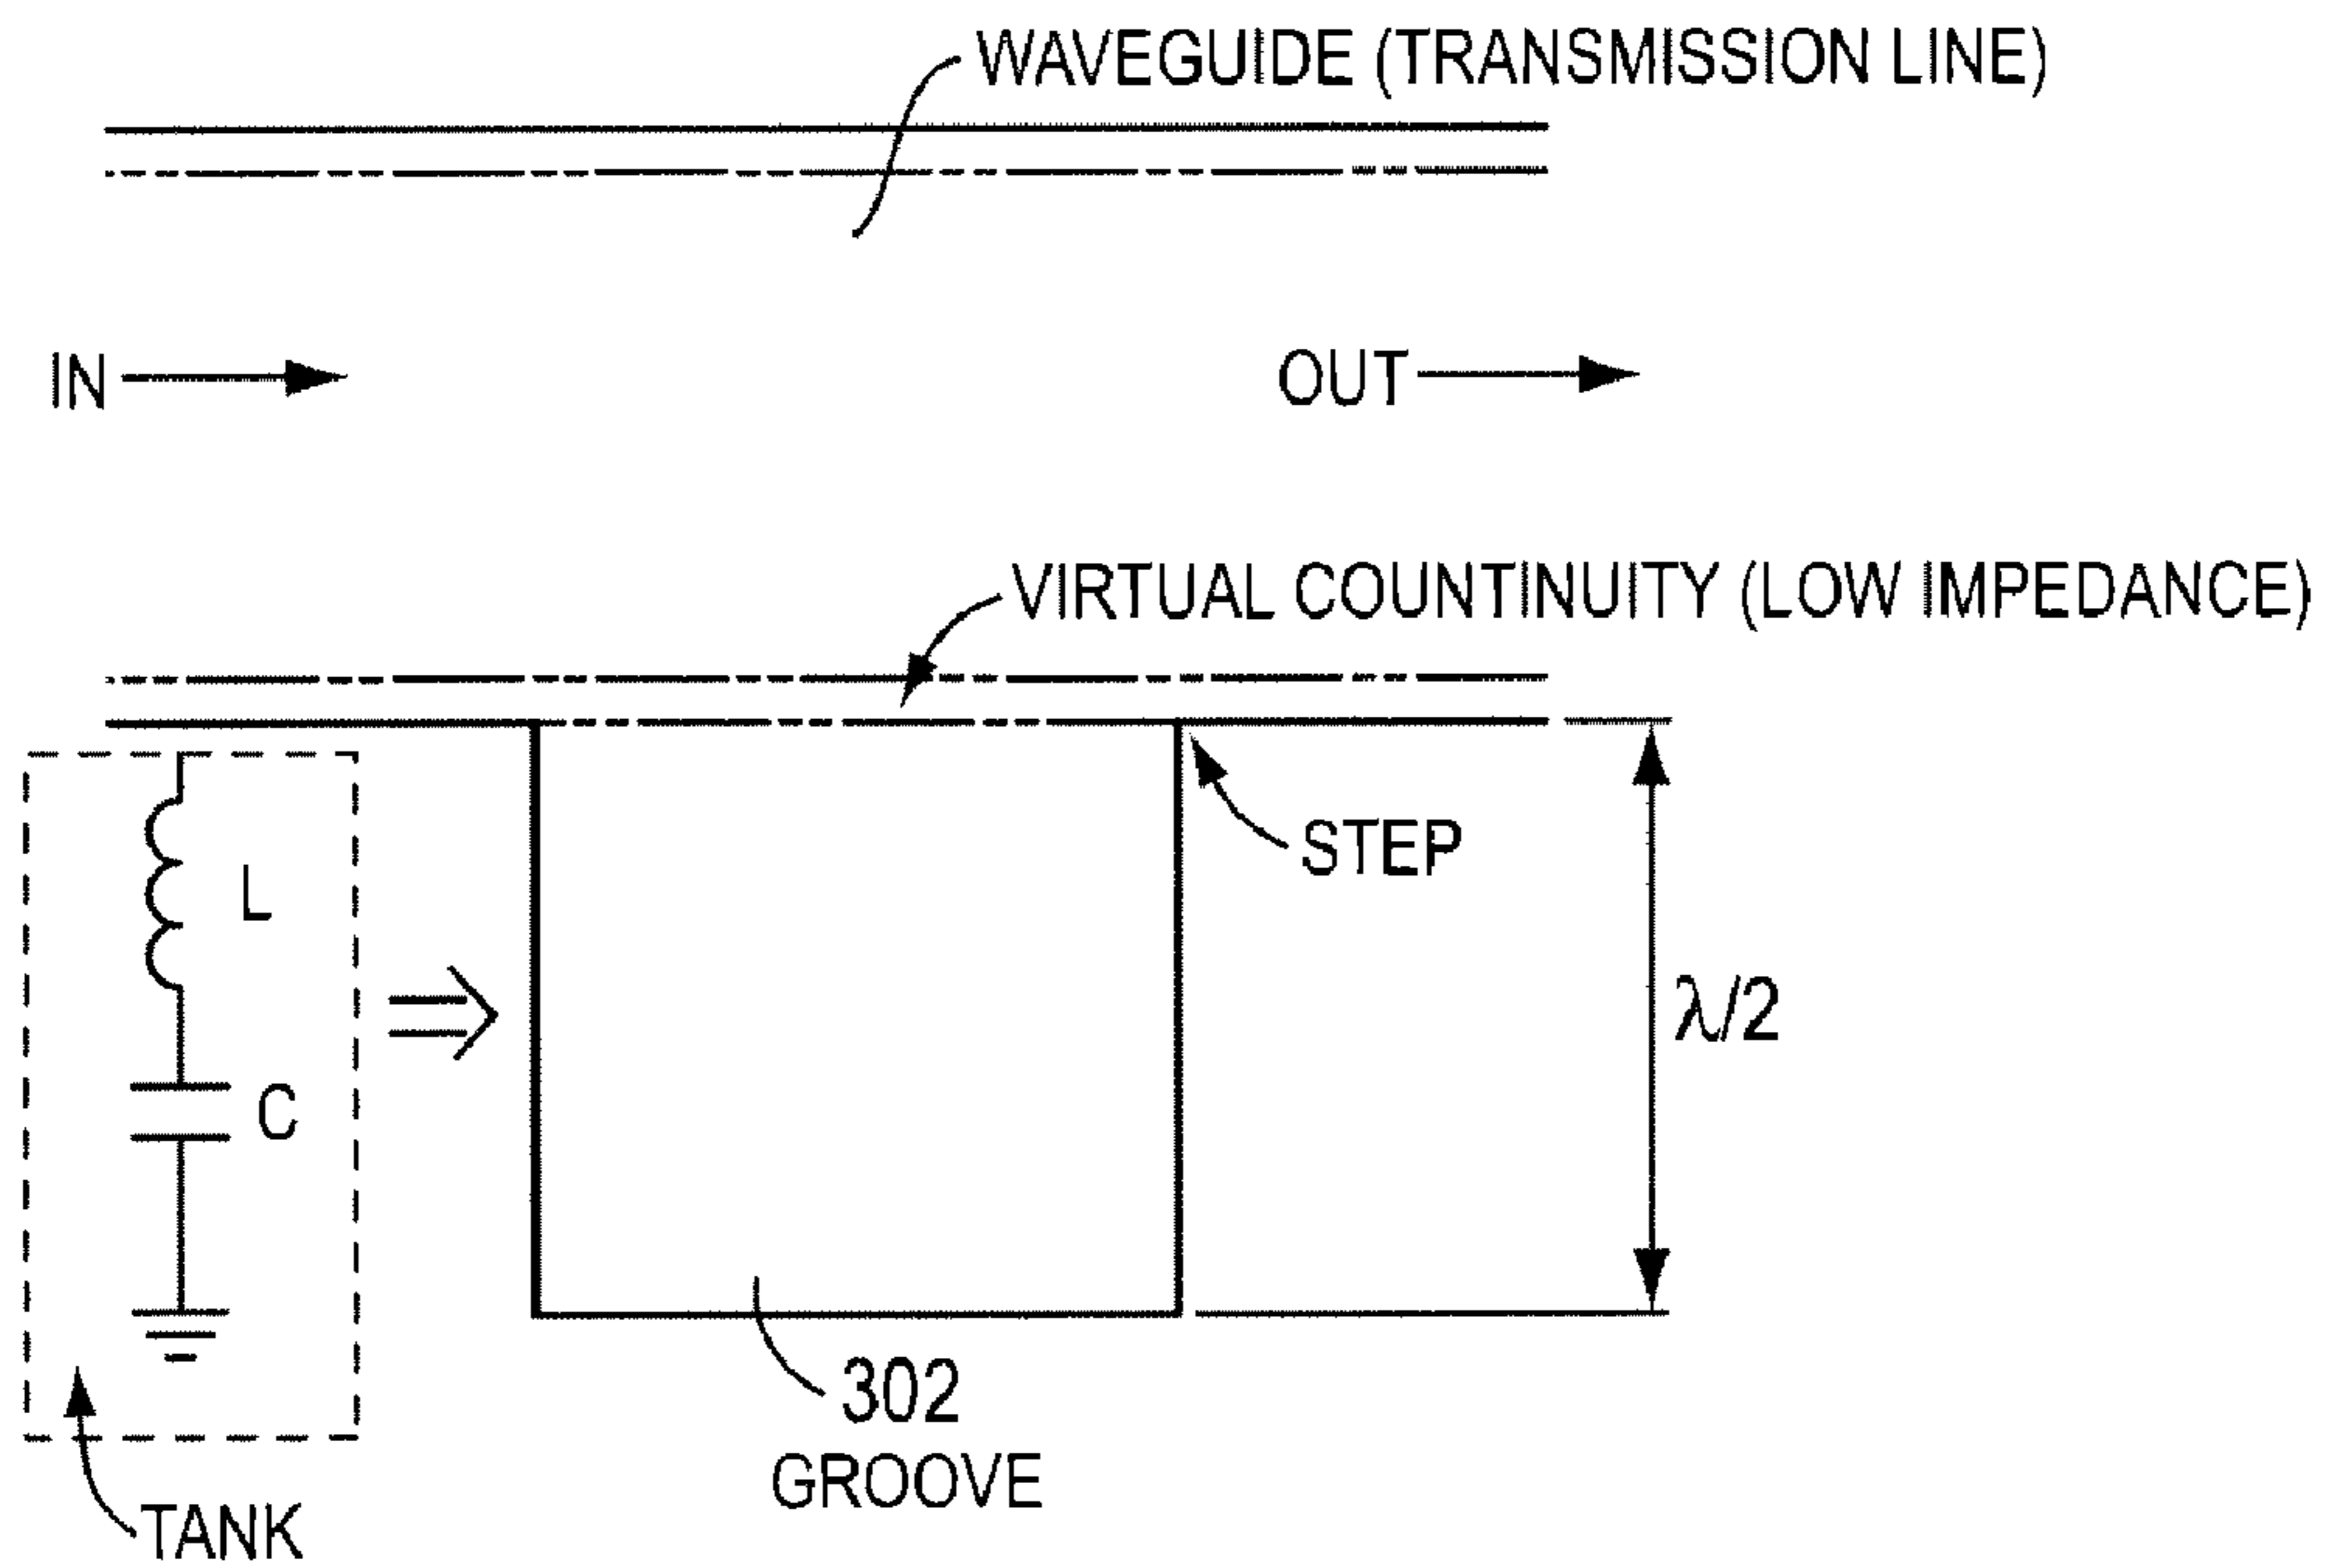 WAVEGUIDE (TRANSMISSION LINE)
IN
OUT
VIRTUAL COUNTINUITY (LOW IMPEDANCE)
STEP
L
λ/2
C
302
GROOVE
TANK